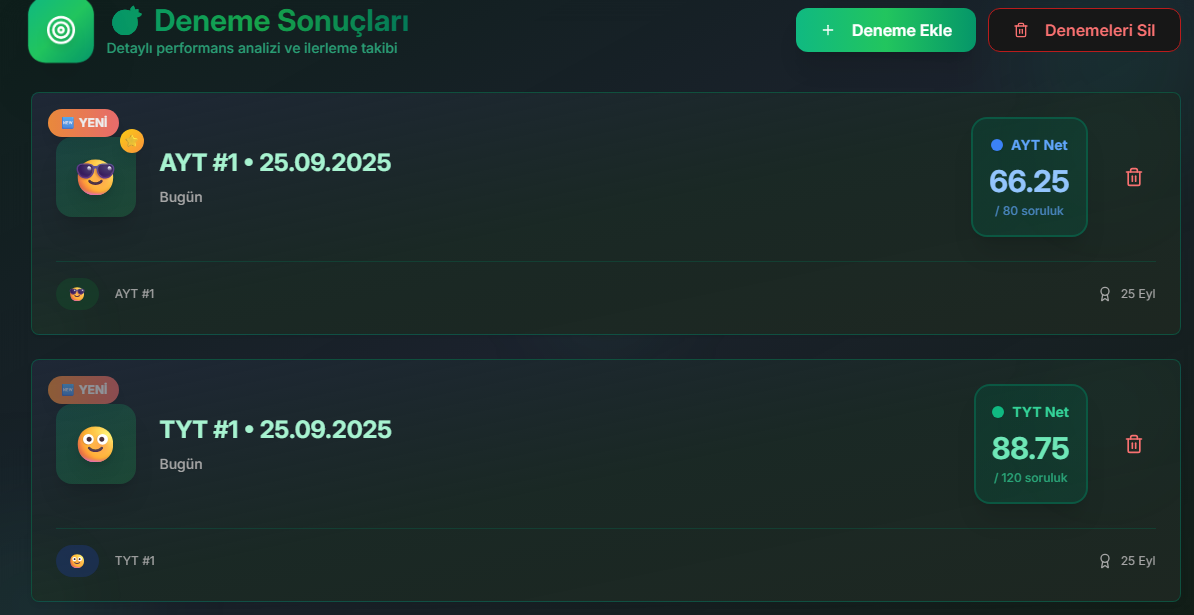 Deneme Sonuçları
Detaylı performans analizi ve ilerleme takibi
+ Deneme Ekle
Denemeleri Sil
YENİ
AYT #1 • 25.09.2025
Bugün
AYT Net
66.25
/ 80 soruluk
AYT #1
25 Eyl
YENİ
TYT #1 • 25.09.2025
Bugün
TYT Net
88.75
/ 120 soruluk
TYT #1
25 Eyl